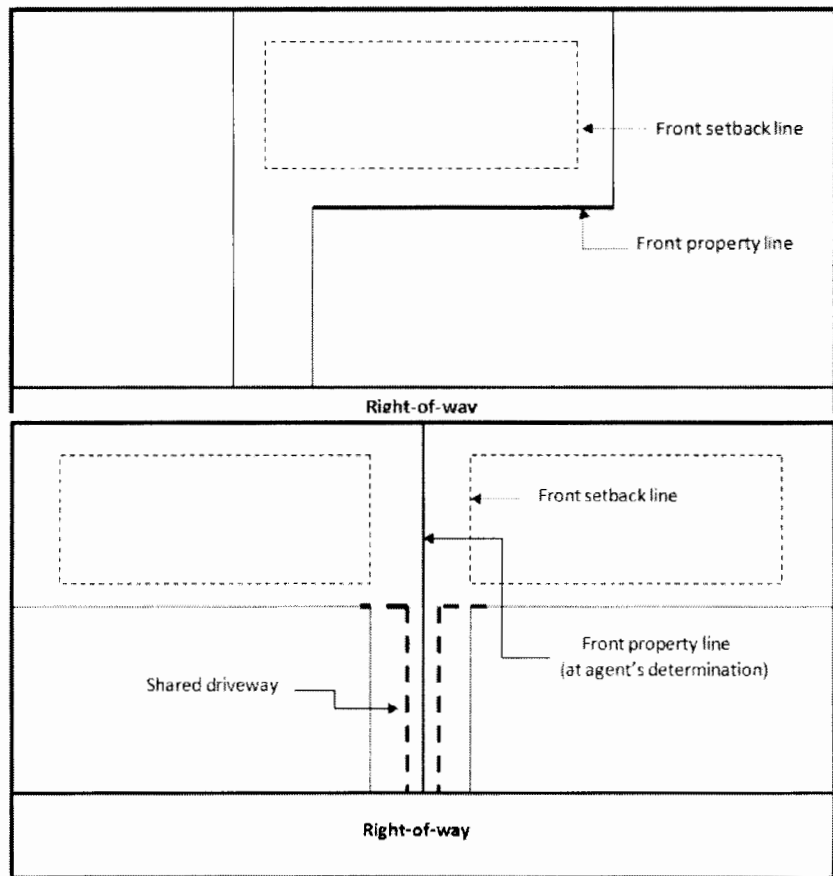 Front setback line
Front property line
Right-of-way
Front setback line
Front property line
(at agent's determination)
Shared driveway
Right-of-way